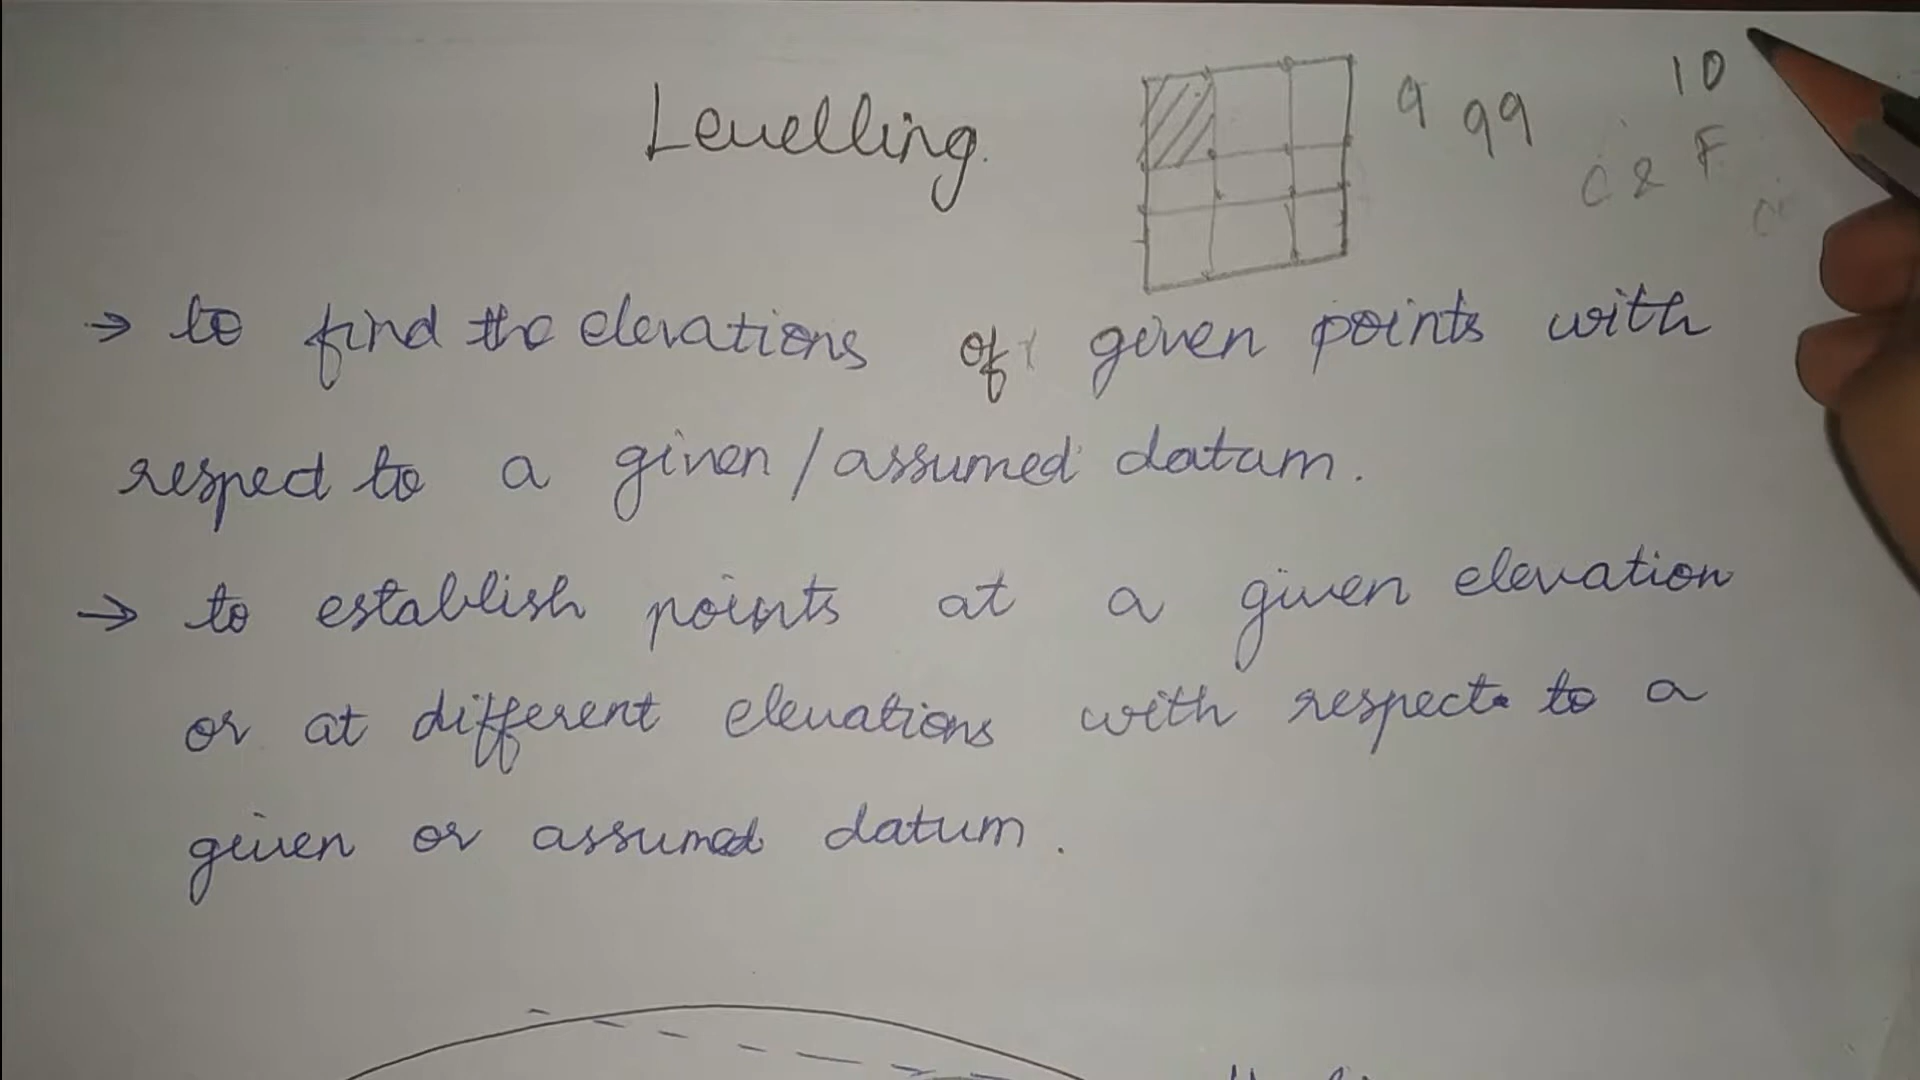 Levelling.
9 99
10
C & F
→ to find the elevations of given points with
respect to a given / assumed datum.
→ to establish points at a given elevation
or at different elevations with respect to a
given or assumed datum.